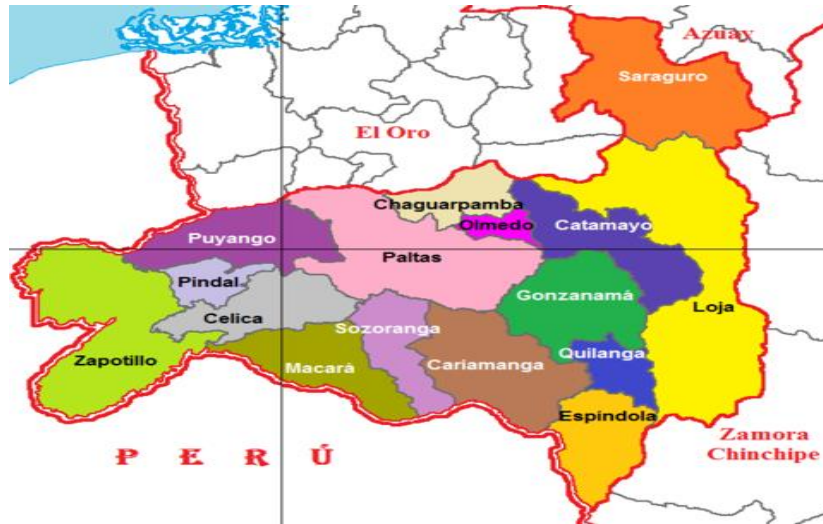 Azuay
Saraguro
El Oro
Chaguarpamba
Olmedo
Catamayo
Puyango
Paltas
Pindal
Gonzanamá
Loja
Celica
Sozoranga
Zapotillo
Macará
Cariamanga
Quilanga
Espíndola
Zamora
Chinchipe
P E R Ú